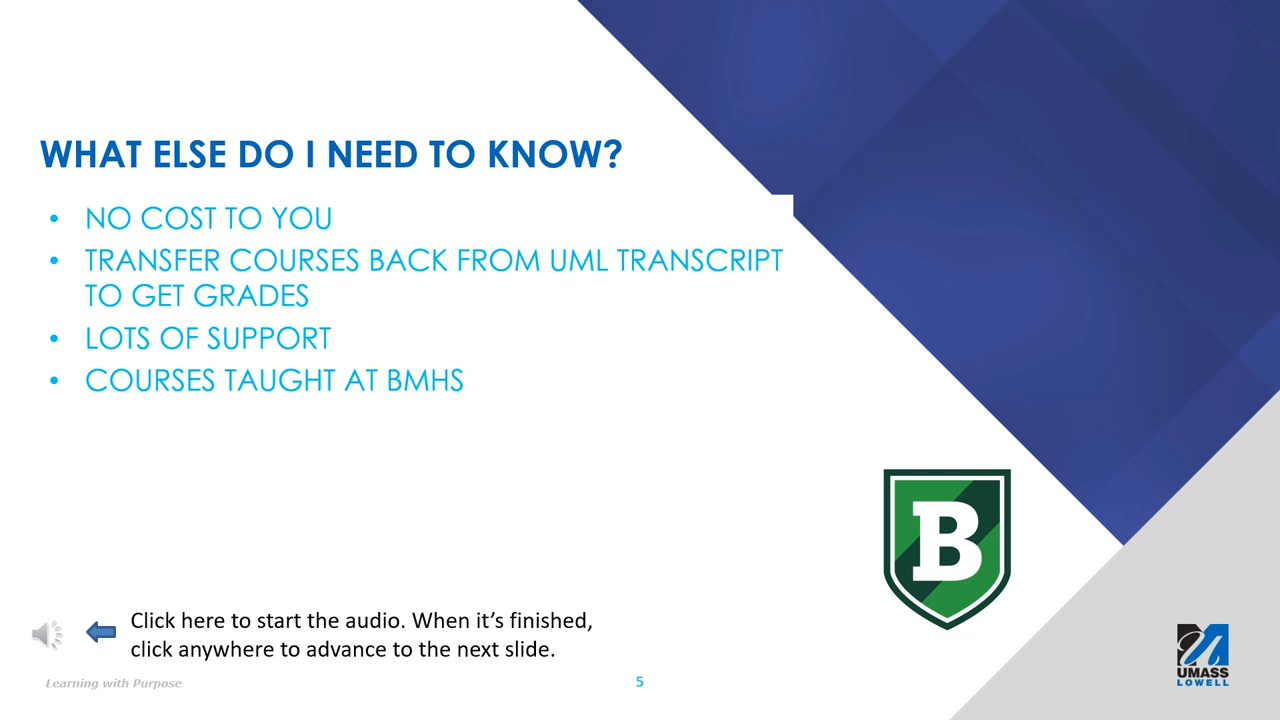 WHAT ELSE DO I NEED TO KNOW?
• NO COST TO YOU
• TRANSFER COURSES BACK FROM UML TRANSCRIPT
TO GET GRADES
• LOTS OF SUPPORT
• COURSES TAUGHT AT BMHS
B
Click here to start the audio. When it’s finished,
click anywhere to advance to the next slide.
Learning with Purpose
5
UMASS
LOWELL